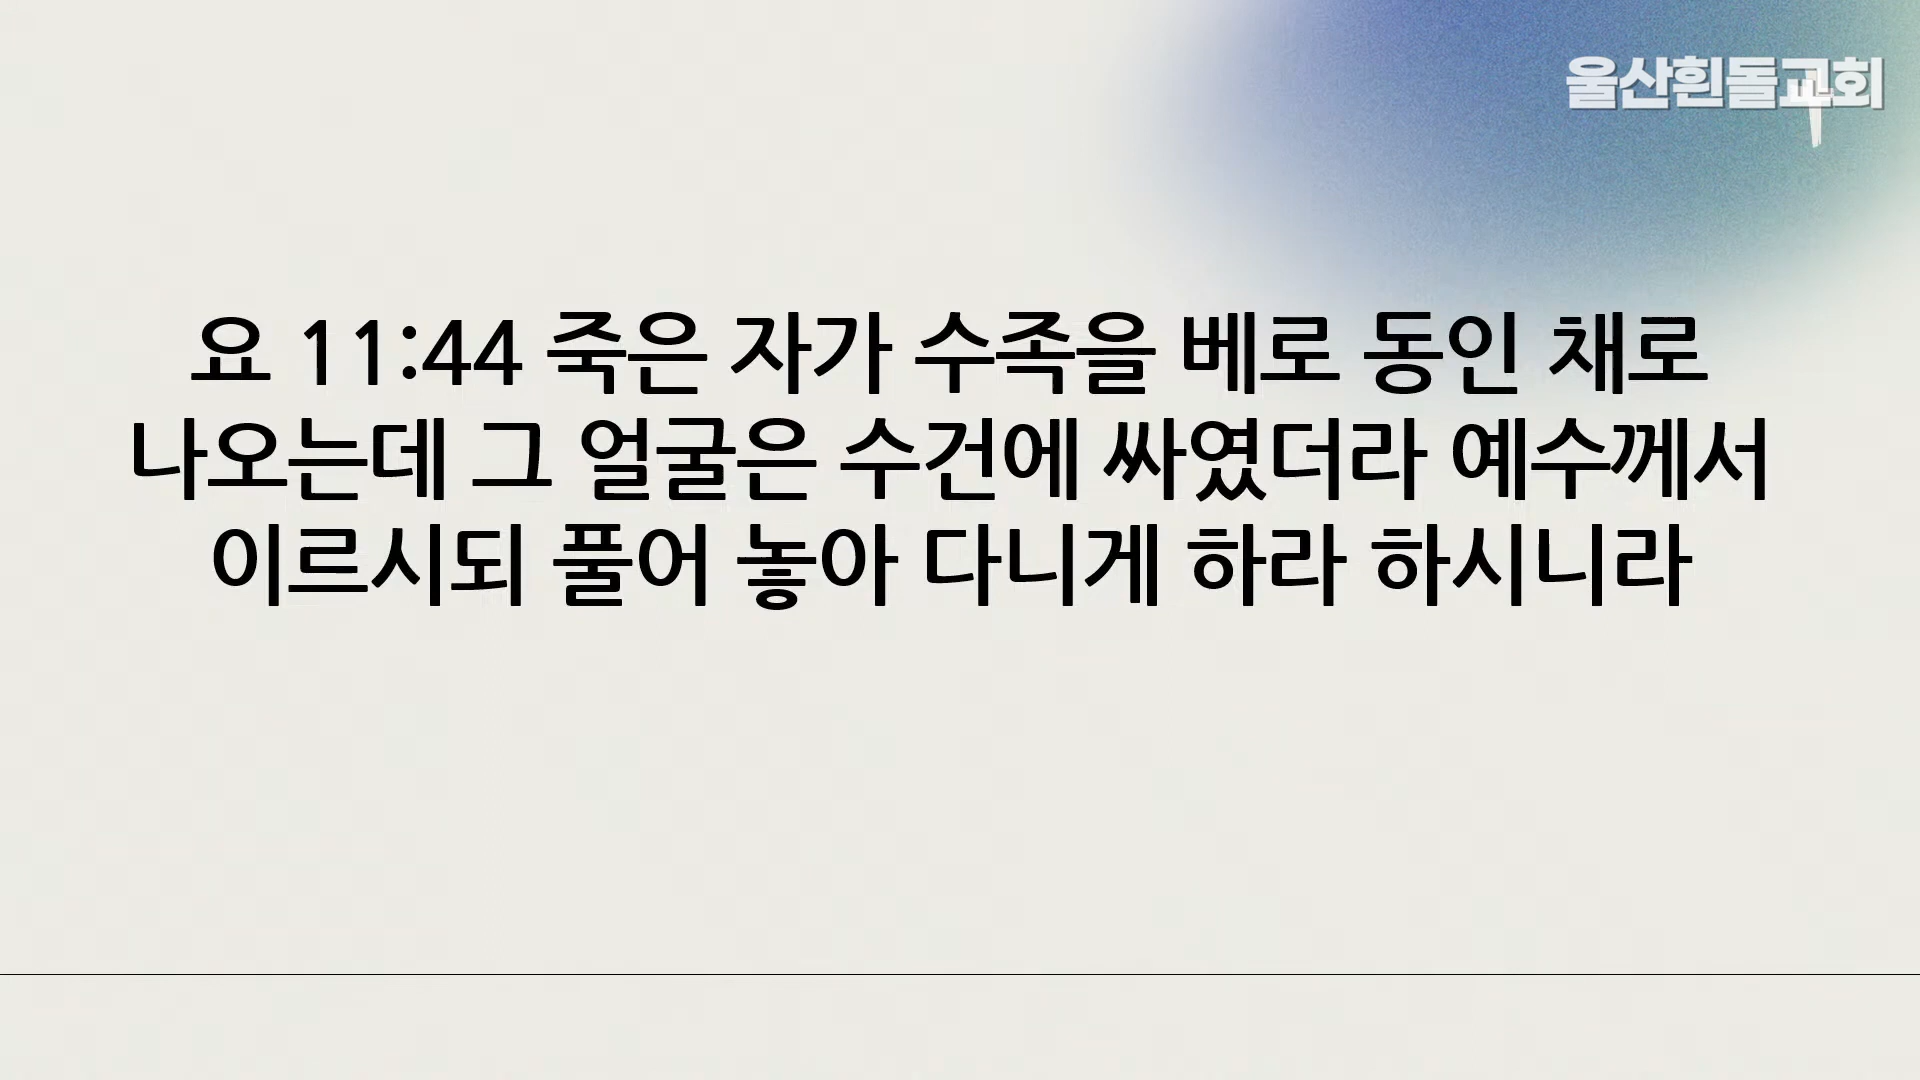 울산흰돌교회
요 11:44 죽은 자가 수족을 베로 동인 채로
나오는데 그 얼굴은 수건에 싸였더라 예수께서
이르시되 풀어 놓아 다니게 하라 하시니라